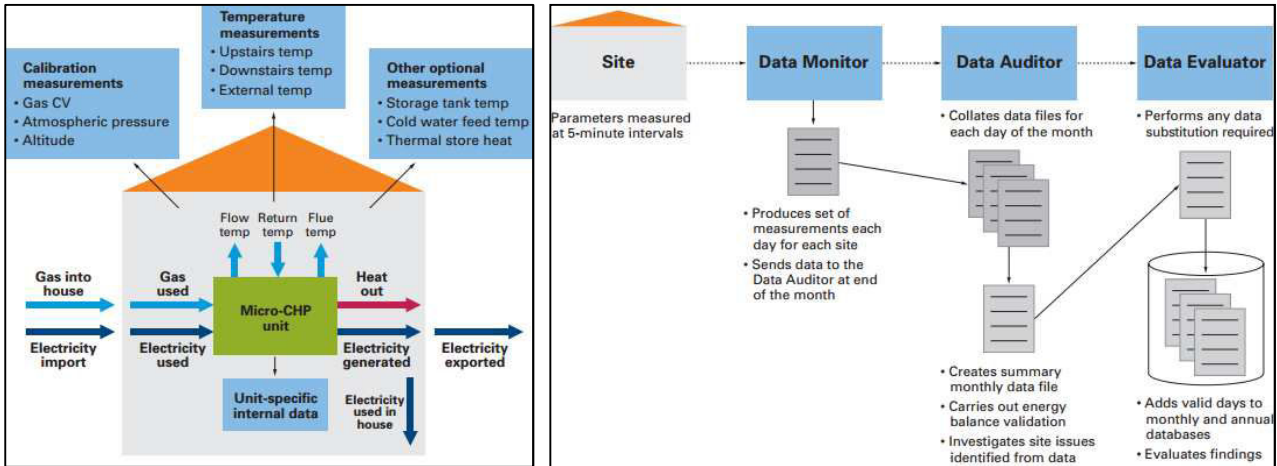 Temperature
measurements
• Upstairs temp
• Downstairs temp
• External temp
Calibration
measurements
• Gas CV
• Atmospheric pressure
• Altitude
Other optional
measurements
• Storage tank temp
• Cold water feed temp
• Thermal store heat
Flow
temp
Return
temp
Flue
temp
Gas into
house
Gas
used
Heat
out
Micro-CHP
unit
Electricity
import
Electricity
used
Electricity
generated
Electricity
exported
Unit-specific
internal data
Electricity
used in
house
Site
Parameters measured
at 5-minute intervals
Data Monitor
• Produces set of
measurements each
day for each site
• Sends data to the
Data Auditor at end
of the month
Data Auditor
• Collates data files for
each day of the month
• Creates summary
monthly data file
• Carries out energy
balance validation
• Investigates site issues
identified from data
Data Evaluator
• Performs any data
substitution required
• Adds valid days to
monthly and annual
databases
• Evaluates findings